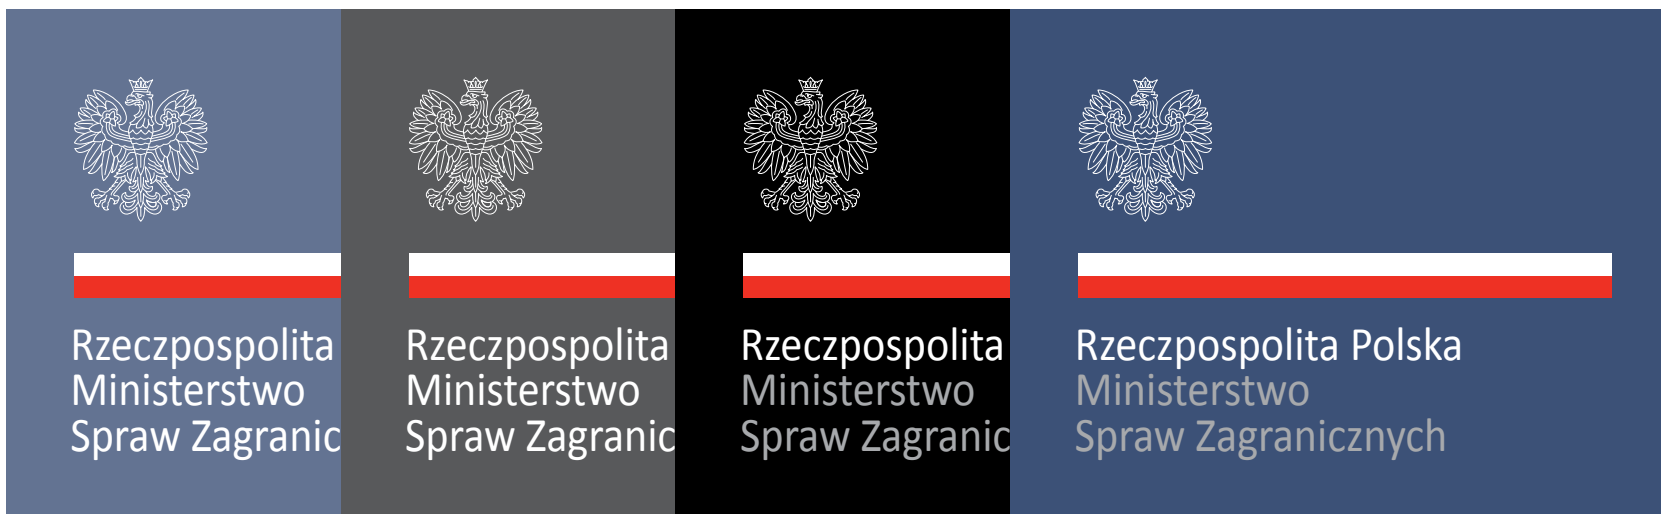 Rzeczpospolita
Ministerstwo
Spraw Zagranic
Rzeczpospolita
Ministerstwo
Spraw Zagranic
Rzeczpospolita
Ministerstwo
Spraw Zagranic
Rzeczpospolita Polska
Ministerstwo
Spraw Zagranicznych